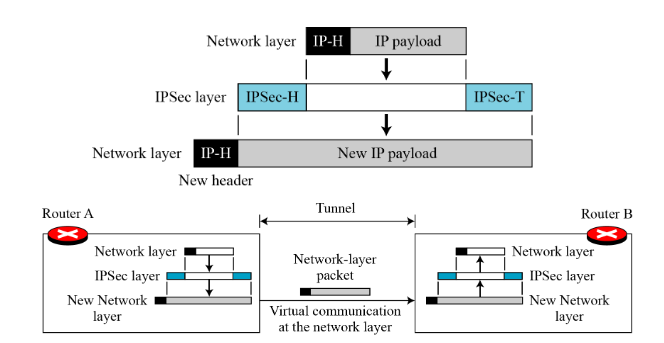 Network layer IP-H IP payload
IPSec layer IPSec-H IPSec-T
Network layer IP-H New IP payload
New header
Router A Tunnel Router B
Network layer
IPSec layer
New Network
layer
Network-layer
packet
Virtual communication
at the network layer
Network layer
IPSec layer
New Network
layer